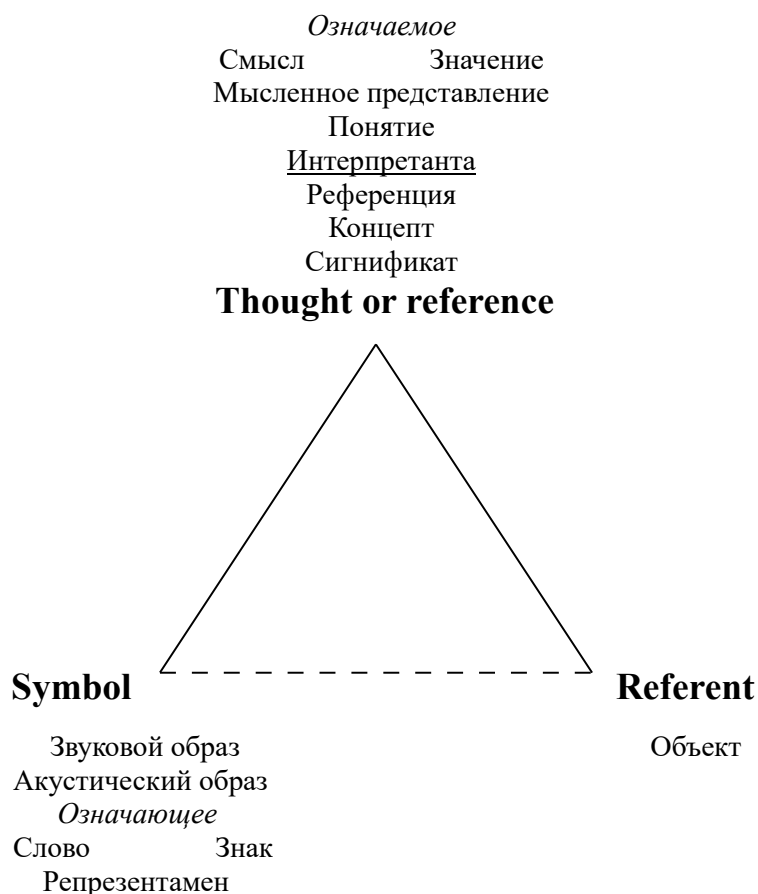 Означаемое
Смысл Значение
Мысленное представление
Понятие
Интерпретанта
Референция
Концепт
Сигнификат
Thought or reference
Symbol Referent
Звуковой образ Объект
Акустический образ
Означающее
Слово Знак
Репрезентамен